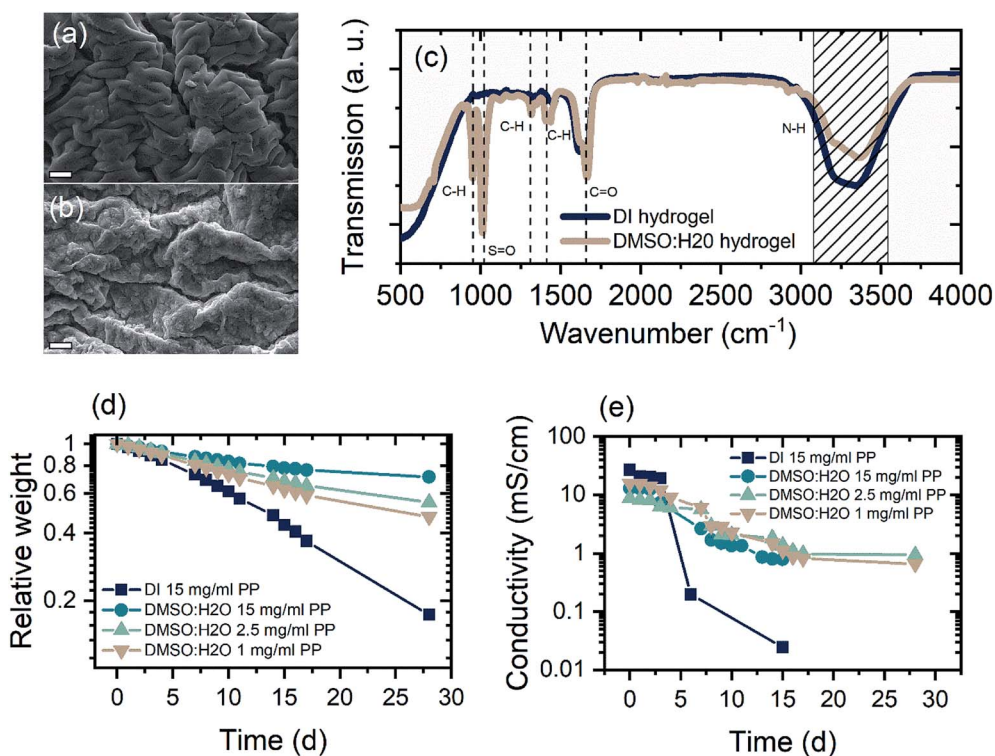 (a)
(b)
(c)
Transmission (a. u.)
C-H
S=O
C-H
C-H
C=O
N-H
DI hydrogel
DMSO:H20 hydrogel
500 1000 1500 2000 2500 3000 3500 4000
Wavenumber (cm⁻¹)
(d)
Relative weight
1
0.8
0.6
0.4
0.2
DI 15 mg/ml PP
DMSO:H2O 15 mg/ml PP
DMSO:H2O 2.5 mg/ml PP
DMSO:H2O 1 mg/ml PP
0 5 10 15 20 25 30
Time (d)
(e)
Conductivity (mS/cm)
100
10
1
0.1
0.01
DI 15 mg/ml PP
DMSO:H2O 15 mg/ml PP
DMSO:H2O 2.5 mg/ml PP
DMSO:H2O 1 mg/ml PP
0 5 10 15 20 25 30
Time (d)